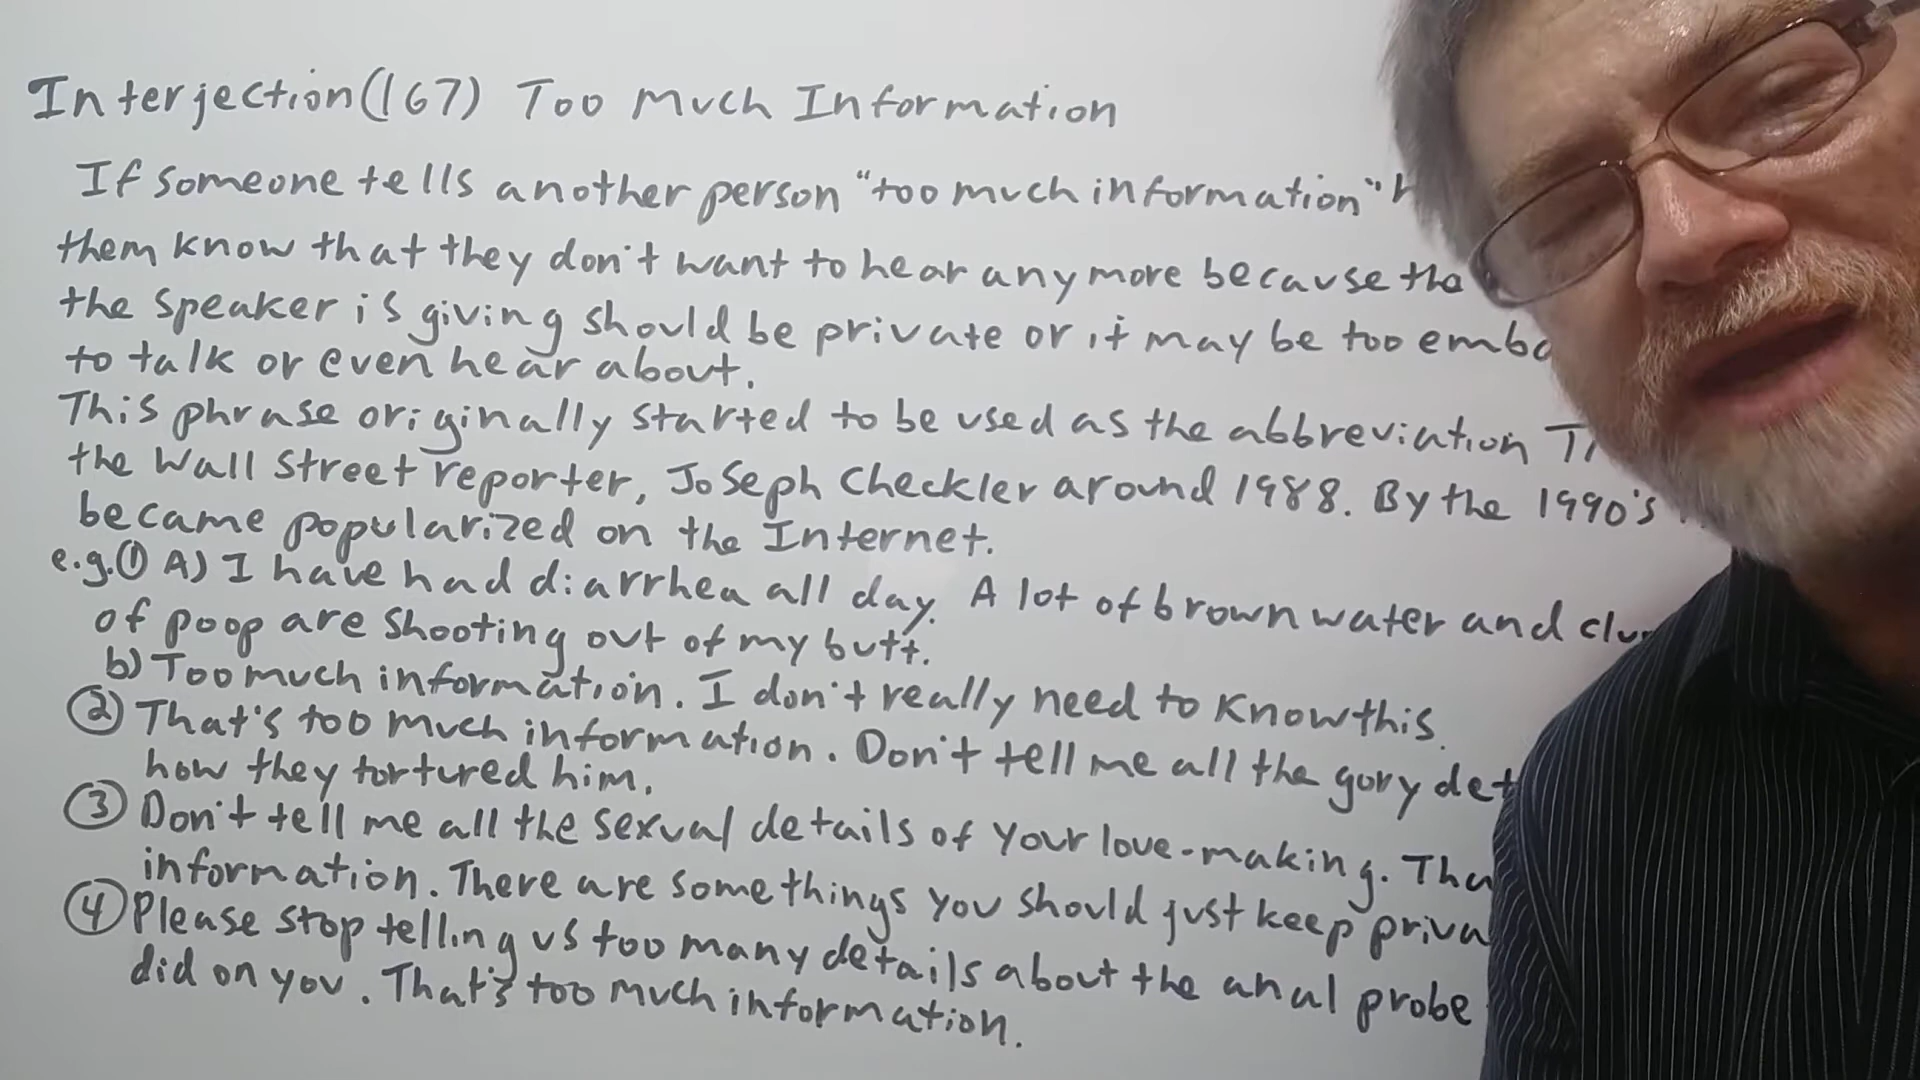 Interjection(167) Too Much Information
If someone tells another person "too much information"
them know that they don't want to hear anymore because the
the speaker is giving should be private or it may be too
to talk or even hear about.
This phrase originally started to be used as the abbreviation
the Wall Street reporter, Joseph Checkler around 1988. By the 1990's
became popularized on the Internet.
e.g.① A) I have had diarrhea all day. A lot of brown water and
of poop are shooting out of my butt.
b) Too much information. I don't really need to know this.
② That's too much information. Don't tell me all the gory
how they tortured him.
③ Don't tell me all the sexual details of your love-making.
information. There are some things you should just keep
④ Please stop telling us too many details about the anal probe
did on you. That's too much information.